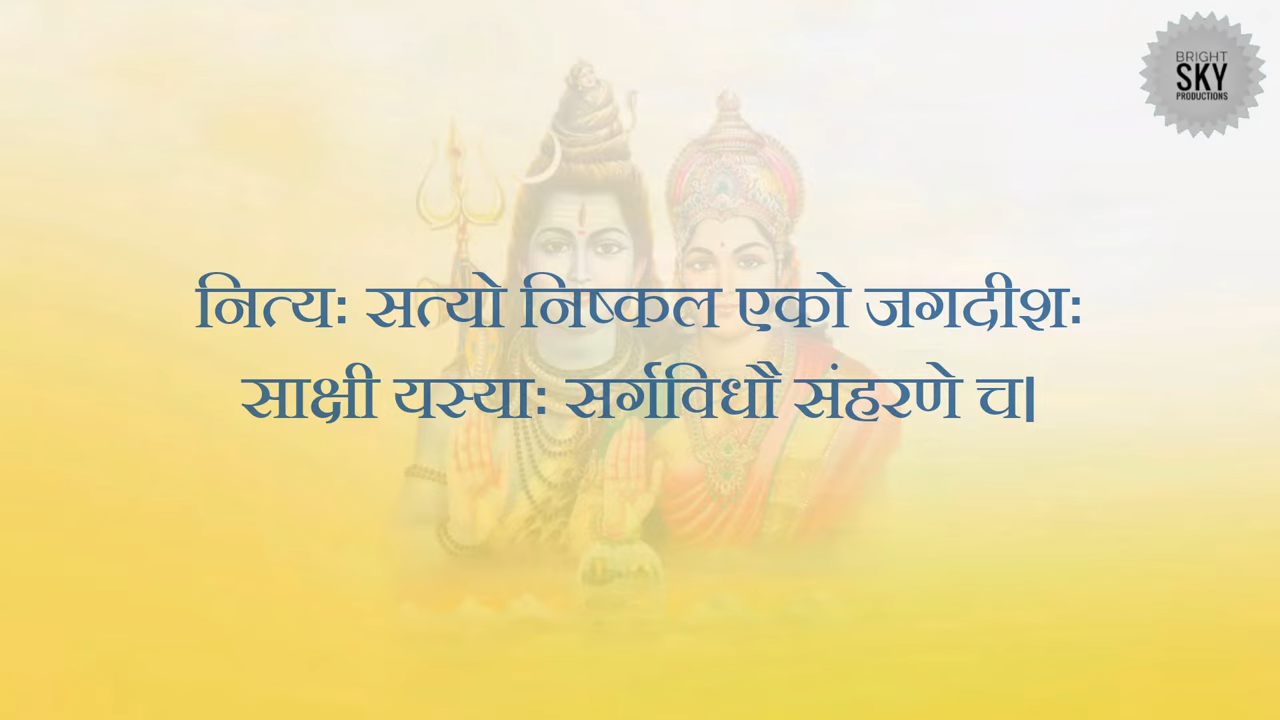 BRIGHT
SKY
PRODUCTIONS
नित्यः सत्यो निष्कल एको जगदीशः
साक्षी यस्याः सर्गविधौ संहरणे च।